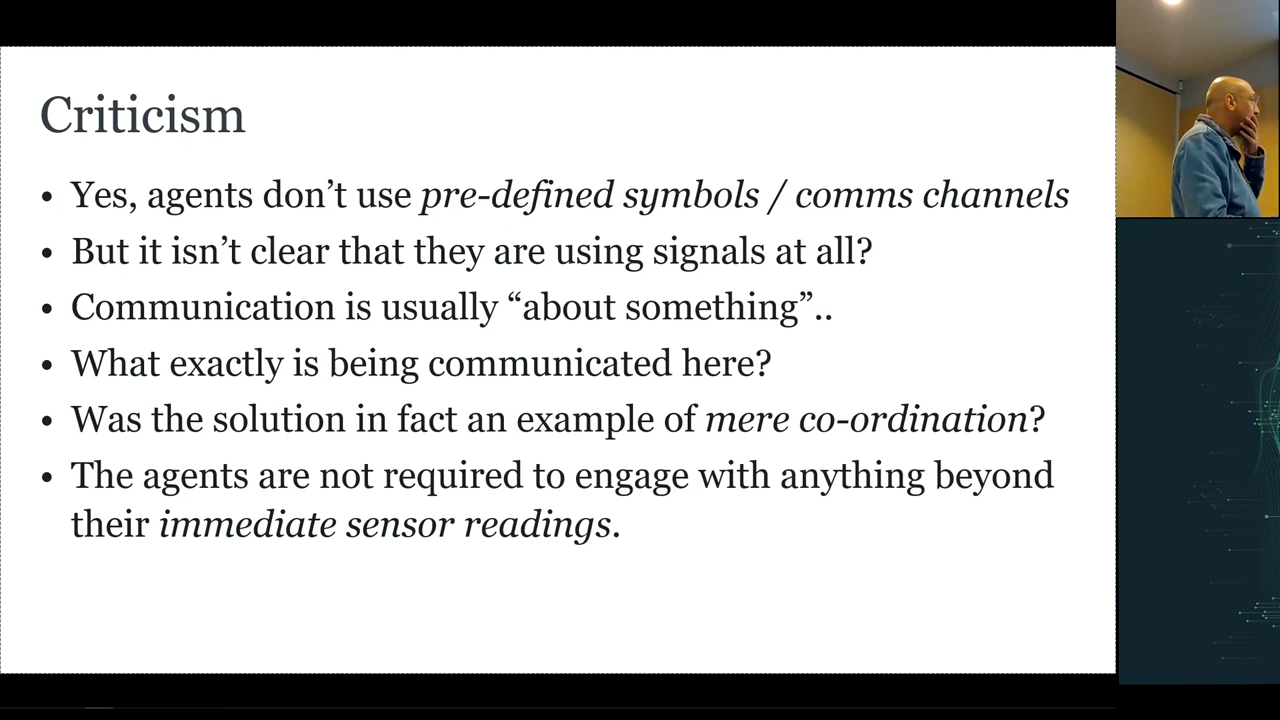 Criticism
• Yes, agents don’t use pre-defined symbols / comms channels
• But it isn’t clear that they are using signals at all?
• Communication is usually “about something”..
• What exactly is being communicated here?
• Was the solution in fact an example of mere co-ordination?
• The agents are not required to engage with anything beyond
their immediate sensor readings.